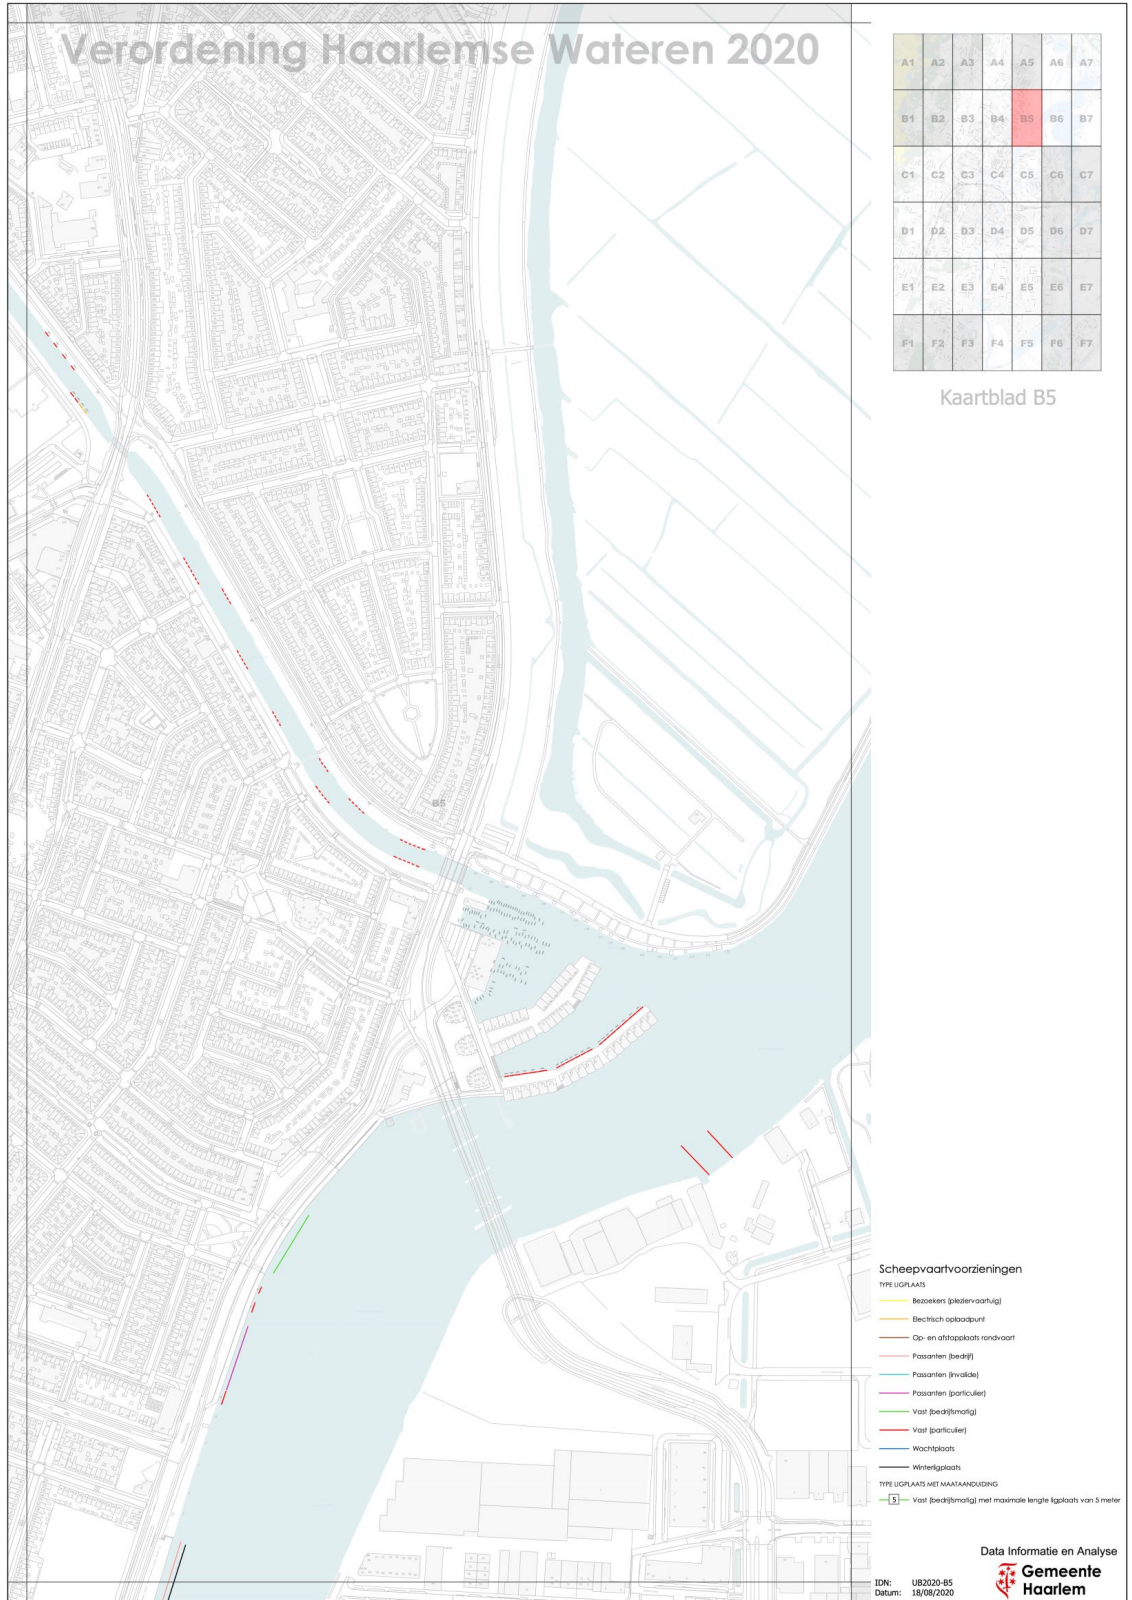 Verordening Haarlemse Wateren 2020
A1 A2 A3 A4 A5 A6 A7
B1 B2 B3 B4 B5 B6 B7
C1 C2 C3 C4 C5 C6 C7
D1 D2 D3 D4 D5 D6 D7
E1 E2 E3 E4 E5 E6 E7
F1 F2 F3 F4 F5 F6 F7
Kaartblad B5
B5
Scheepvaartvoorzieningen
TYPE LIGPLAATS
Bezoekers (pleziervaartuig)
Electrisch oplaadpunt
Op- en afstapplaats rondvaart
Passanten (bedrijf)
Passanten (invalide)
Passanten (particulier)
Vast (bedrijfsmatig)
Vast (particulier)
Wachtplaats
Winterligplaats
TYPE LIGPLAATS MET MAATAANDUIDING
5 Vast (bedrijfsmatig) met maximale lengte ligplaats van 5 meter
Data Informatie en Analyse
Gemeente
Haarlem
IDN: UB2020-B5
Datum: 18/08/2020